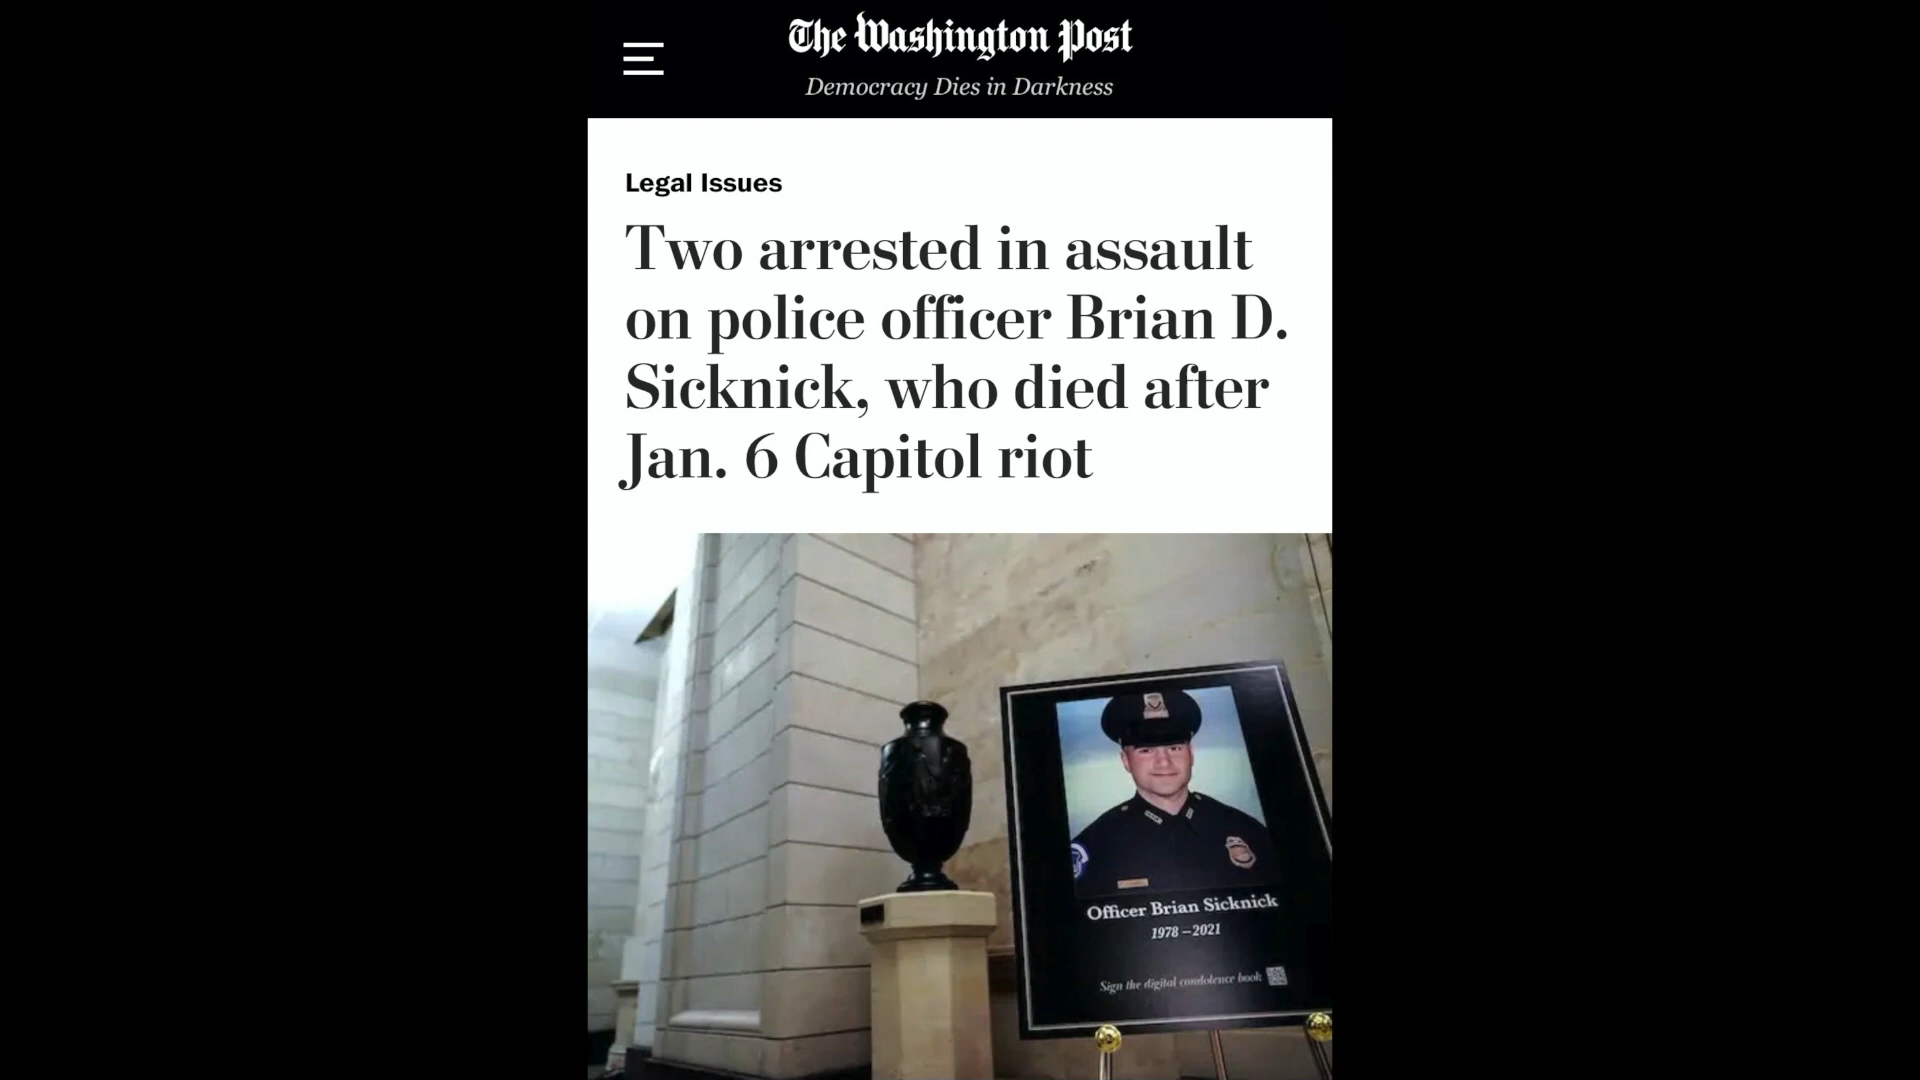 The Washington Post
Democracy Dies in Darkness
Legal Issues
Two arrested in assault
on police officer Brian D.
Sicknick, who died after
Jan. 6 Capitol riot
Officer Brian Sicknick
1978 – 2021
Sign the digital condolence book